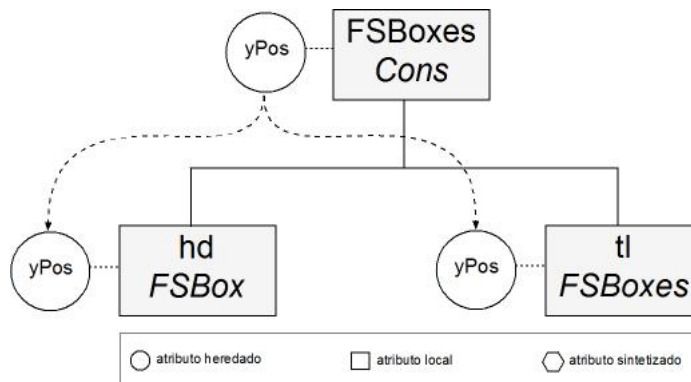 yPos
FSBoxes
Cons
yPos
hd
FSBox
yPos
tl
FSBoxes
atributo heredado
atributo local
atributo sintetizado